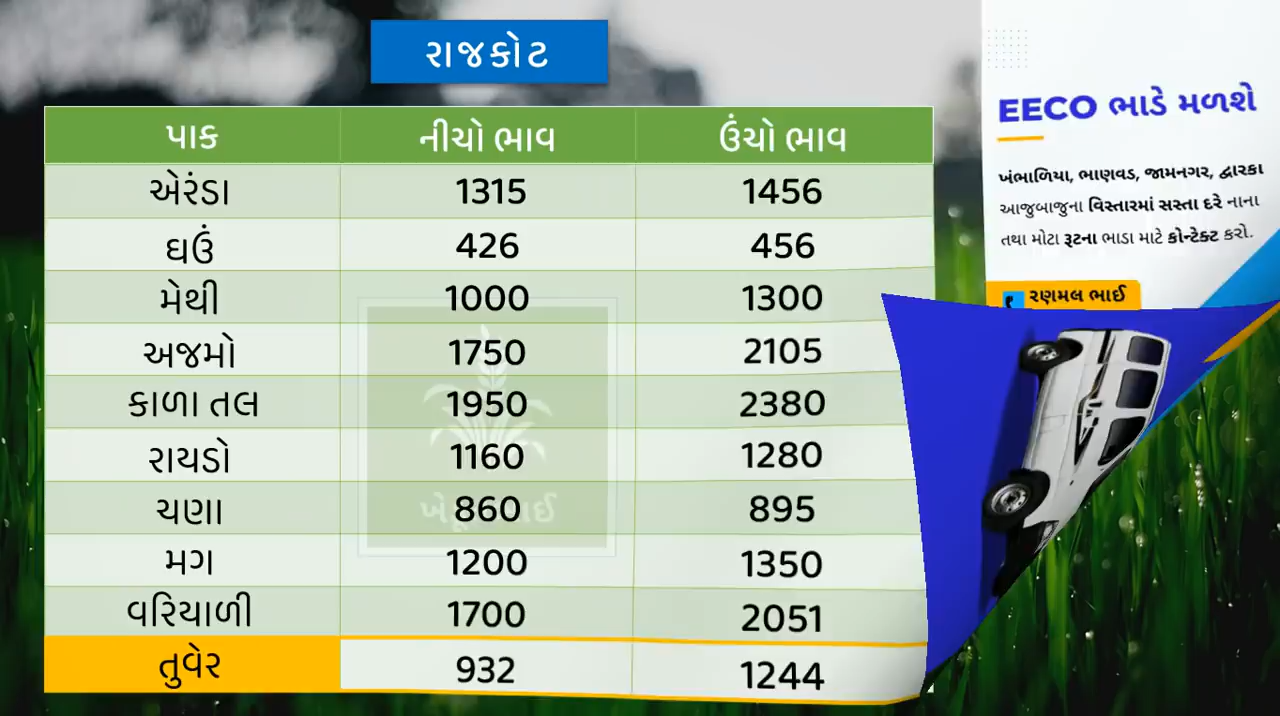 રાજકોટ
પાક નીચો ભાવ ઉંચો ભાવ
એરંડા 1315 1456
ઘઉં 426 456
મેથી 1000 1300
અજમો 1750 2105
કાળા તલ 1950 2380
રાયડો 1160 1280
ચણા 860 895
મગ 1200 1350
વરિયાળી 1700 2051
તુવેર 932 1244
EECO ભાડે મળશે
ખંભાળિયા, ભાણવડ, જામનગર, દ્વારકા
આજુબાજુના વિસ્તારમાં સસ્તા દરે નાના
તથા મોટા રૂટના ભાડા માટે કોન્ટેક્ટ કરો.
રણમલ ભાઈ